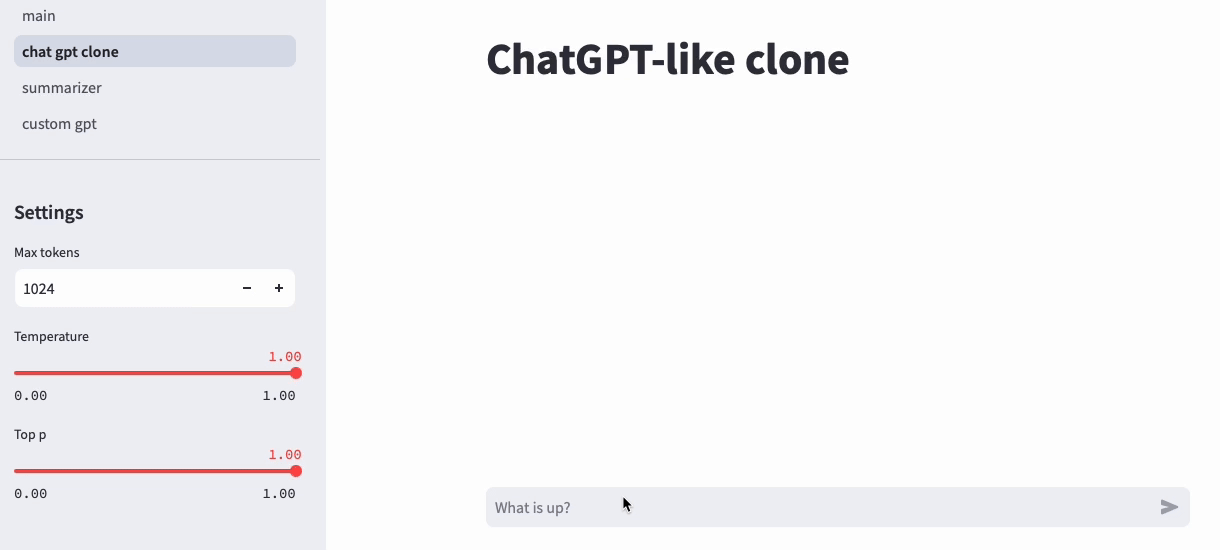 main
chat gpt clone
summarizer
custom gpt
Settings
Max tokens
1024
Temperature
1.00
0.00 1.00
Top p
1.00
0.00 1.00
ChatGPT-like clone
What is up?